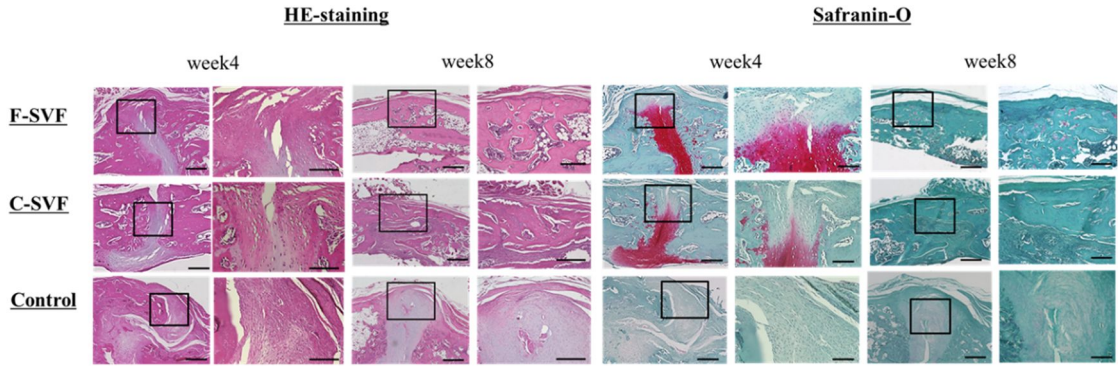 HE-staining Safranin-O
week4 week8 week4 week8
F-SVF
C-SVF
Control